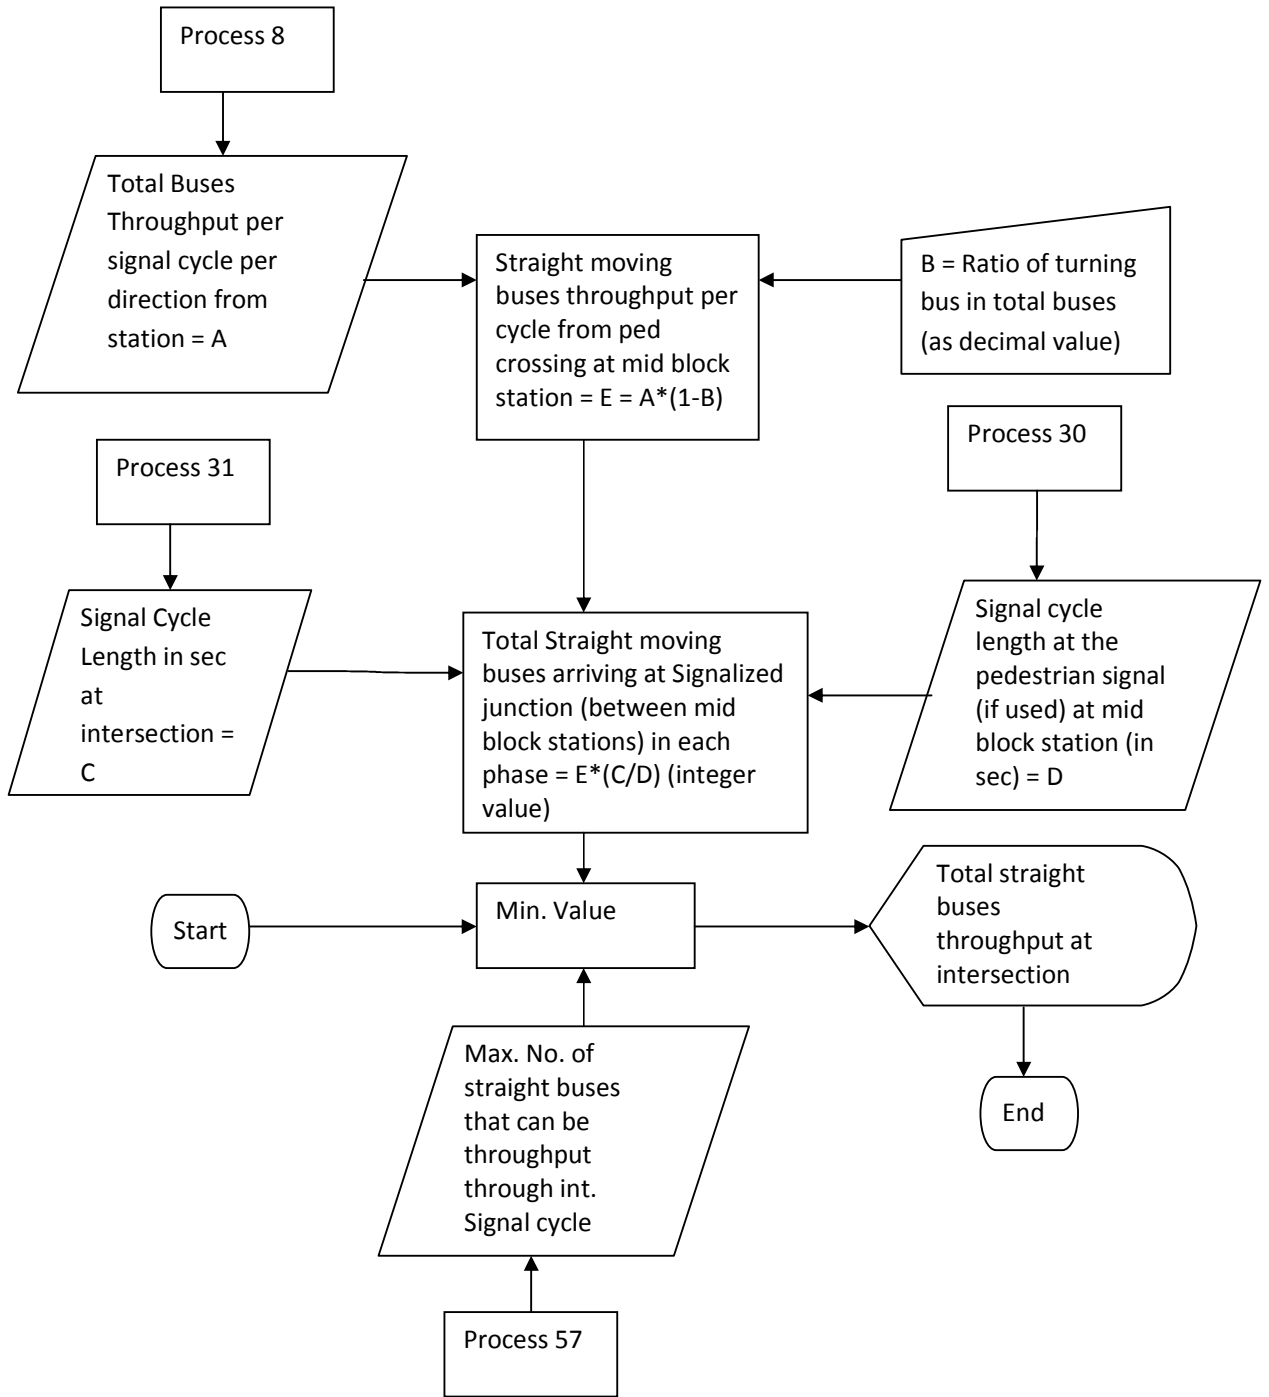 Process 8
Total Buses
Throughput per
signal cycle per
direction from
station = A
Straight moving
buses throughput per
cycle from ped
crossing at mid block
station = E = A*(1-B)
B = Ratio of turning
bus in total buses
(as decimal value)
Process 31
Process 30
Signal Cycle
Length in sec
at
intersection =
C
Total Straight moving
buses arriving at Signalized
junction (between mid
block stations) in each
phase = E*(C/D) (integer
value)
Signal cycle
length at the
pedestrian signal
(if used) at mid
block station (in
sec) = D
Start
Min. Value
Total straight
buses
throughput at
intersection
Max. No. of
straight buses
that can be
throughput
through int.
Signal cycle
End
Process 57